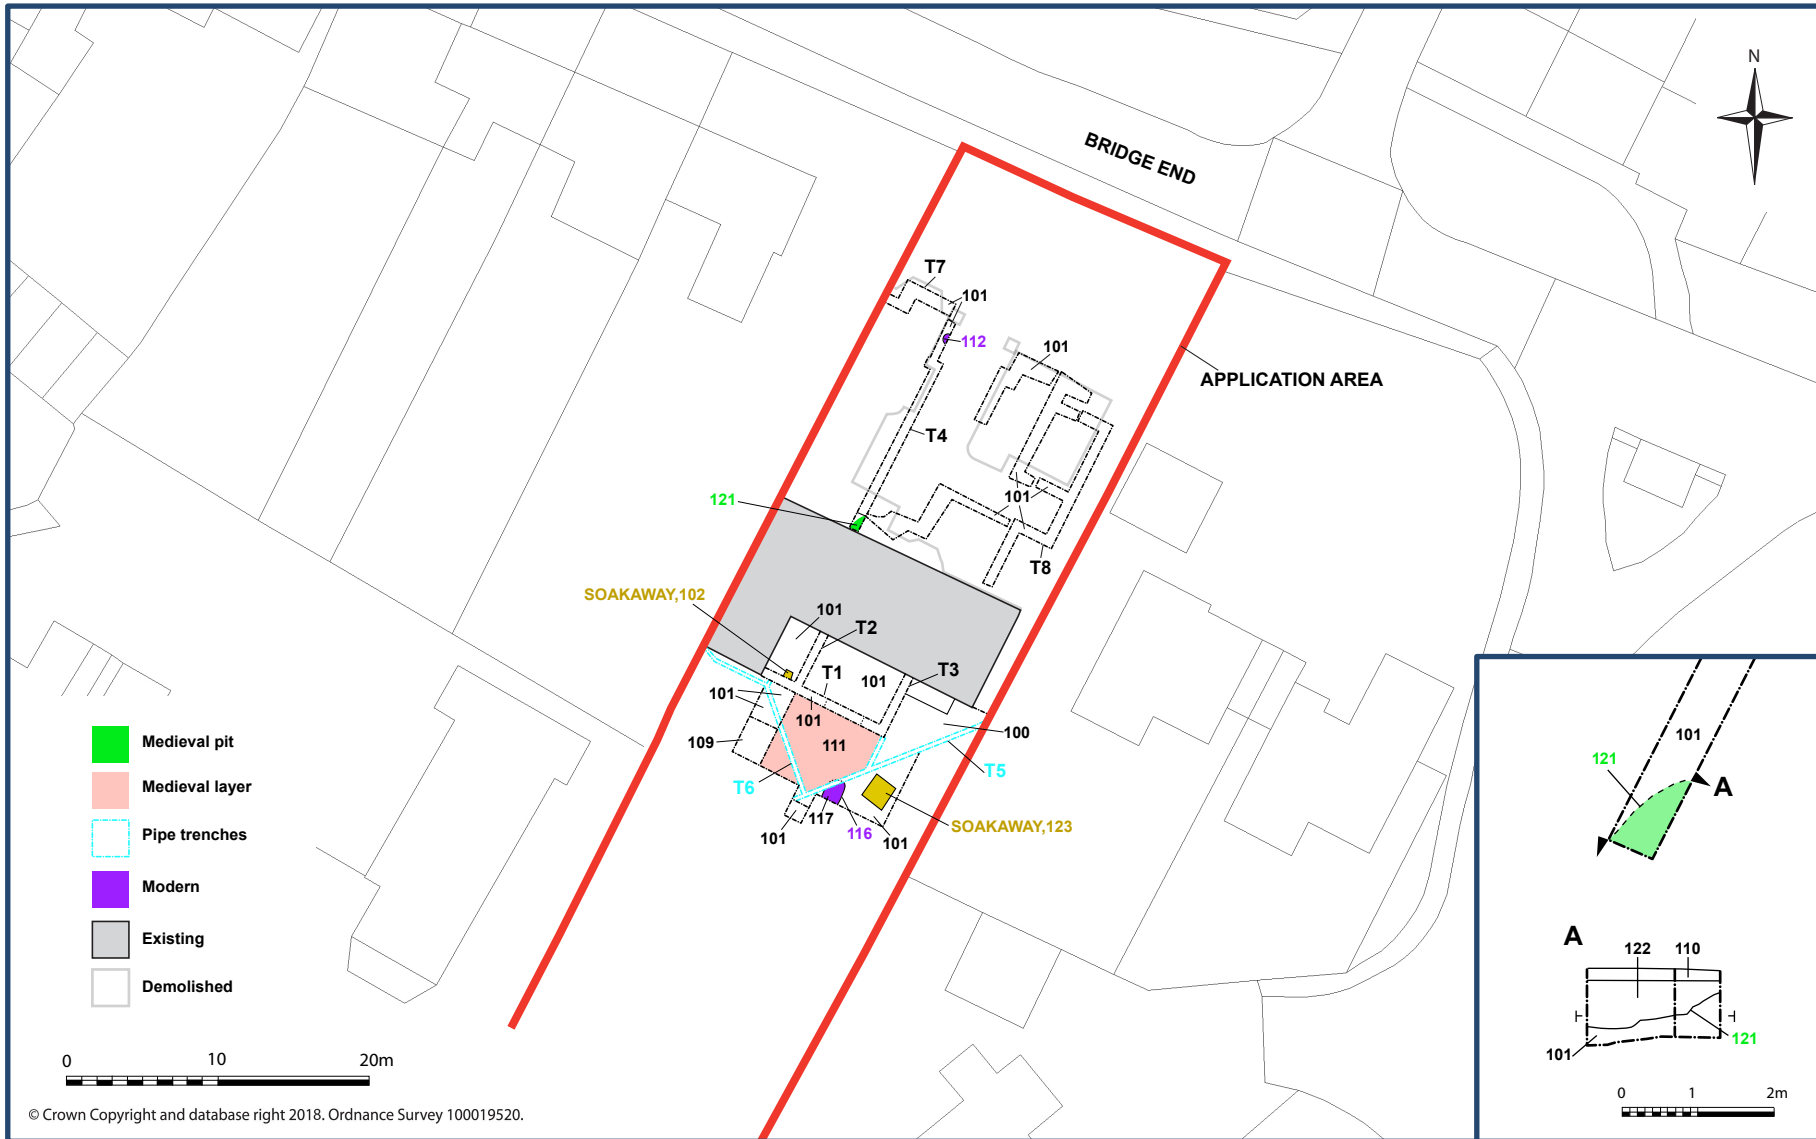 N
BRIDGE END
T7
101
112
101
APPLICATION AREA
T4
121
101
T8
SOAKAWAY,102
101
T2
T1
T3
101
101
101
111
100
109
T6
T5
117
116
101
101
SOAKAWAY,123
Medieval pit
Medieval layer
Pipe trenches
Modern
Existing
Demolished
0 10 20m
© Crown Copyright and database right 2018. Ordnance Survey 100019520.
101
121
A
A
122 110
101
121
0 1 2m